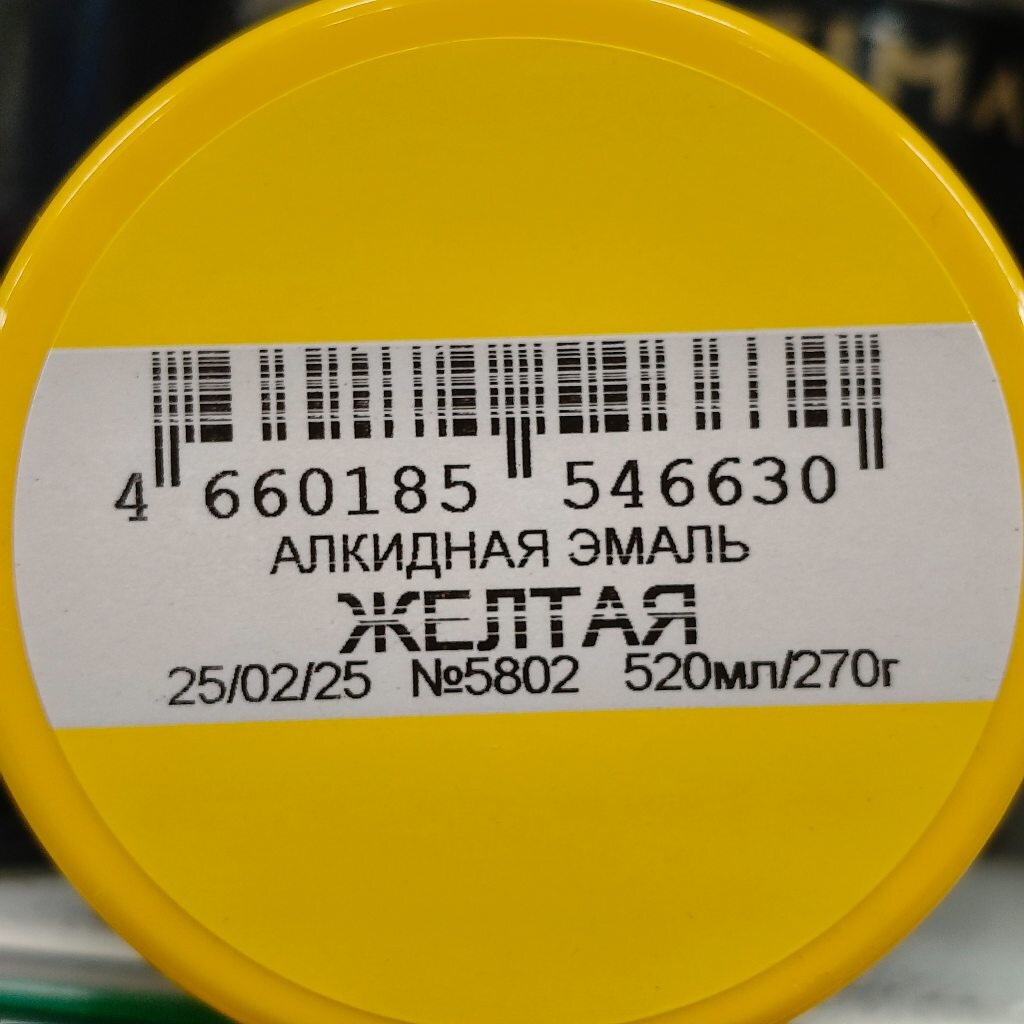 4 660185 546630
АЛКИДНАЯ ЭМАЛЬ
ЖЕЛТАЯ
25/02/25 №5802 520мл/270г